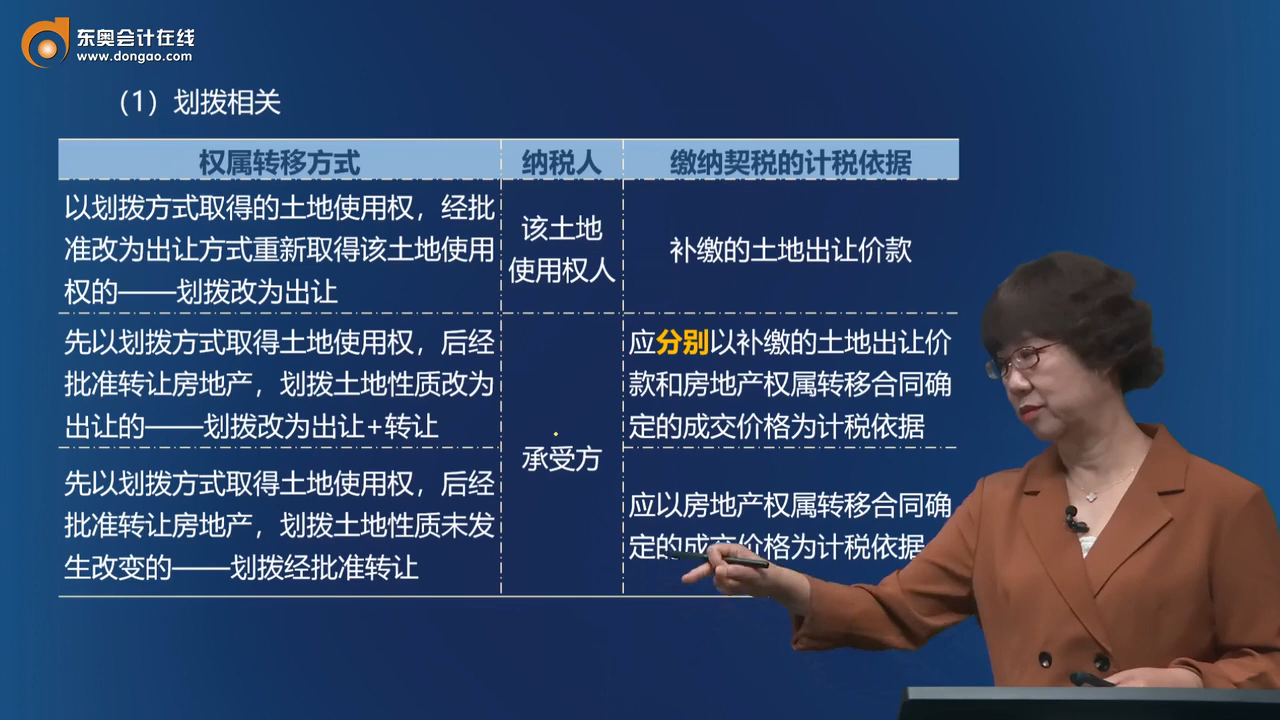 东奥会计在线
www.dongao.com
（1）划拨相关
权属转移方式
纳税人
缴纳契税的计税依据
以划拨方式取得的土地使用权，经批
准改为出让方式重新取得该土地使用
权的——划拨改为出让
该土地
使用权人
补缴的土地出让价款
先以划拨方式取得土地使用权，后经
批准转让房地产，划拨土地性质改为
出让的——划拨改为出让+转让
承受方
应分别以补缴的土地出让价
款和房地产权属转移合同确
定的成交价格为计税依据
先以划拨方式取得土地使用权，后经
批准转让房地产，划拨土地性质未发
生改变的——划拨经批准转让
应以房地产权属转移合同确
定的成交价格为计税依据